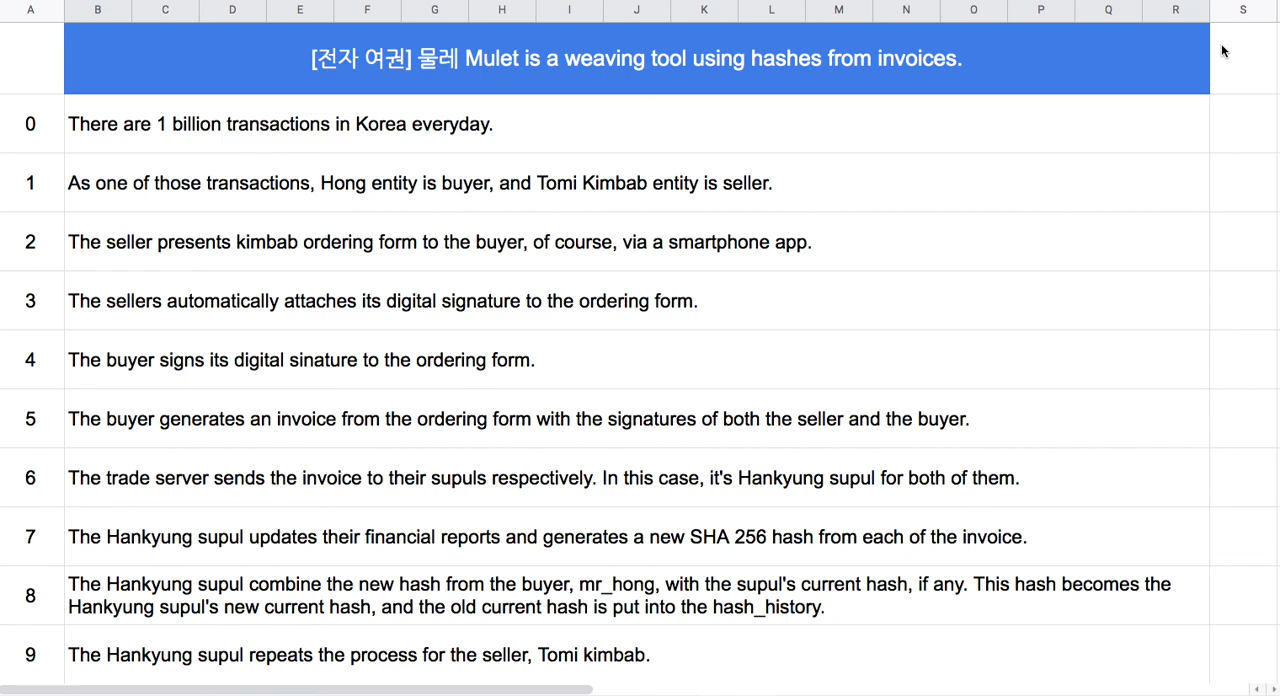 A B C D E F G H I J K L M N O P Q R S
[전자 여권] 물레 Mulet is a weaving tool using hashes from invoices.
0 There are 1 billion transactions in Korea everyday.
1 As one of those transactions, Hong entity is buyer, and Tomi Kimbab entity is seller.
2 The seller presents kimbab ordering form to the buyer, of course, via a smartphone app.
3 The sellers automatically attaches its digital signature to the ordering form.
4 The buyer signs its digital sinature to the ordering form.
5 The buyer generates an invoice from the ordering form with the signatures of both the seller and the buyer.
6 The trade server sends the invoice to their supuls respectively. In this case, it's Hankyung supul for both of them.
7 The Hankyung supul updates their financial reports and generates a new SHA 256 hash from each of the invoice.
8 The Hankyung supul combine the new hash from the buyer, mr_hong, with the supul's current hash, if any. This hash becomes the
Hankyung supul's new current hash, and the old current hash is put into the hash_history.
9 The Hankyung supul repeats the process for the seller, Tomi kimbab.